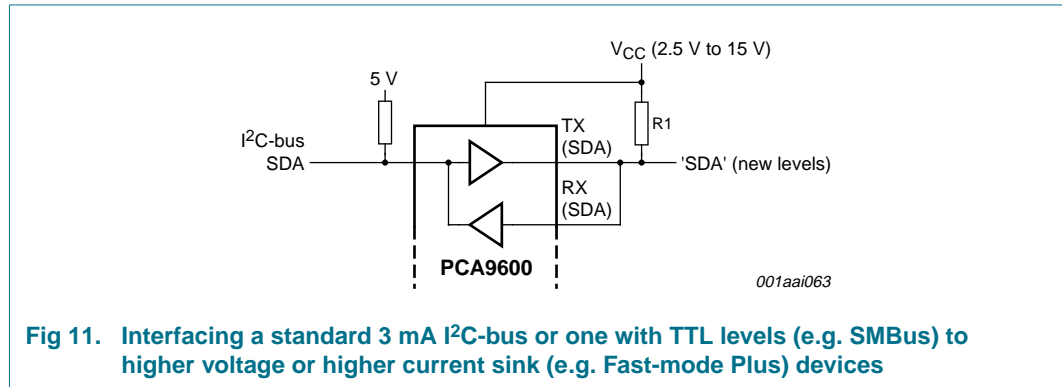 VCC (2.5 V to 15 V)
5 V
TX
(SDA)
R1
I2C-bus
SDA
'SDA' (new levels)
RX
(SDA)
PCA9600
001aai063
Fig 11. Interfacing a standard 3 mA I2C-bus or one with TTL levels (e.g. SMBus) to
higher voltage or higher current sink (e.g. Fast-mode Plus) devices